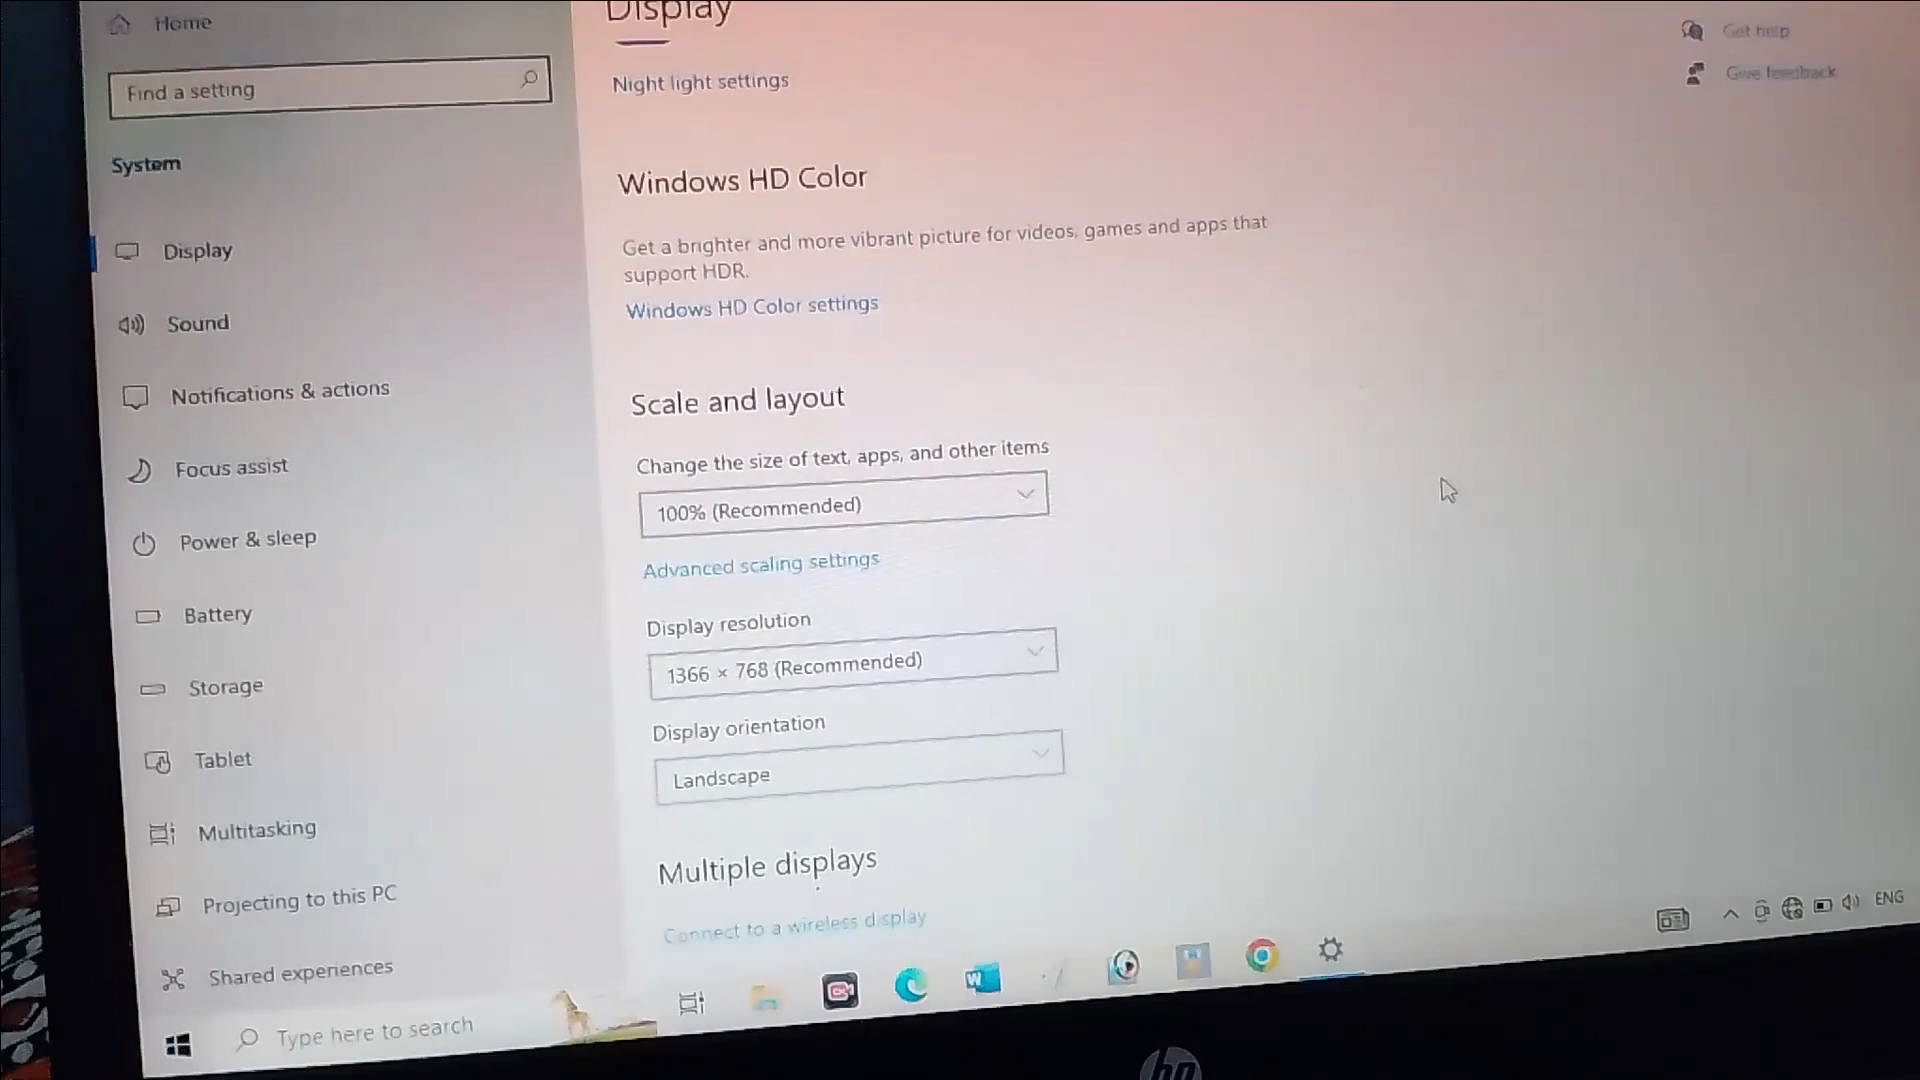 Home
Find a setting
System
Display
Sound
Notifications & actions
Focus assist
Power & sleep
Battery
Storage
Tablet
Multitasking
Projecting to this PC
Shared experiences
Display
Night light settings
Windows HD Color
Get a brighter and more vibrant picture for videos, games and apps that
support HDR.
Windows HD Color settings
Scale and layout
Change the size of text, apps, and other items
100% (Recommended)
Advanced scaling settings
Display resolution
1366 × 768 (Recommended)
Display orientation
Landscape
Multiple displays
Connect to a wireless display
Get help
Give feedback
Type here to search
W
ENG
hp